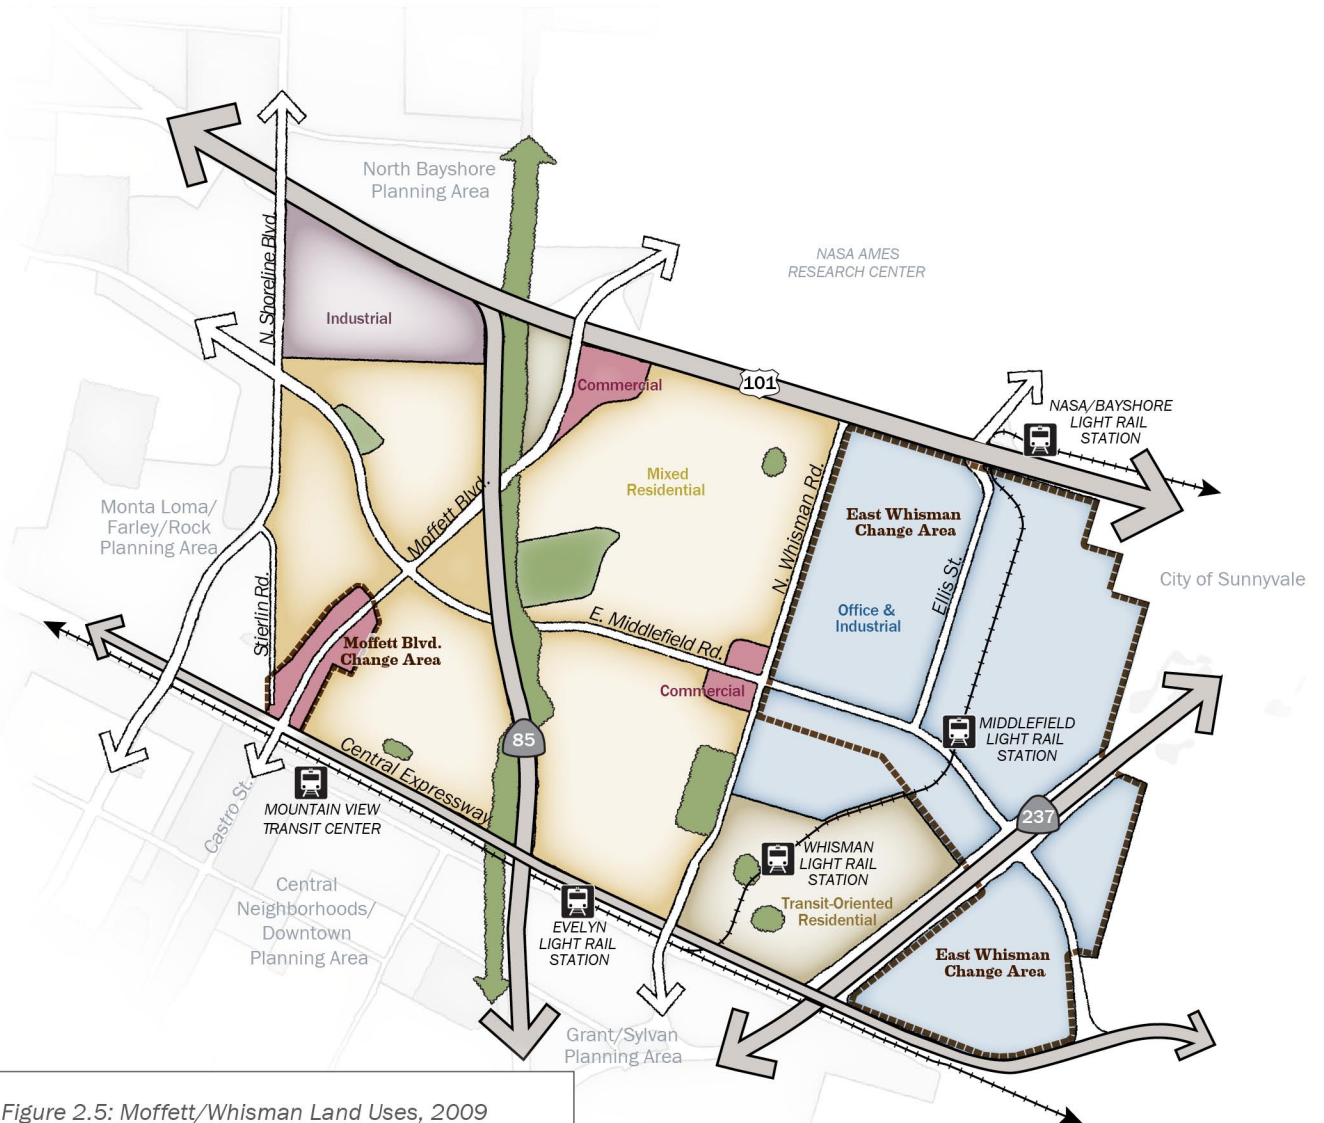 North Bayshore
Planning Area
N. Shoreline Blvd.
NASA AMES
RESEARCH CENTER
Industrial
Commercial
101
NASA/BAYSHORE
LIGHT RAIL
STATION
Mixed
Residential
Moffett Blvd.
N. Whisman Rd.
East Whisman
Change Area
Monta Loma/
Farley/Rock
Planning Area
Ellis St.
City of Sunnyvale
Stierlin Rd.
Office &
Industrial
E. Middlefield Rd.
Moffett Blvd.
Change Area
Commercial
85
MIDDLEFIELD
LIGHT RAIL
STATION
Central Expressway
MOUNTAIN VIEW
TRANSIT CENTER
Castro St.
237
WHISMAN
LIGHT RAIL
STATION
Central
Neighborhoods/
Downtown
Planning Area
Transit-Oriented
Residential
EVELYN
LIGHT RAIL
STATION
East Whisman
Change Area
Grant/Sylvan
Planning Area
Figure 2.5: Moffett/Whisman Land Uses, 2009